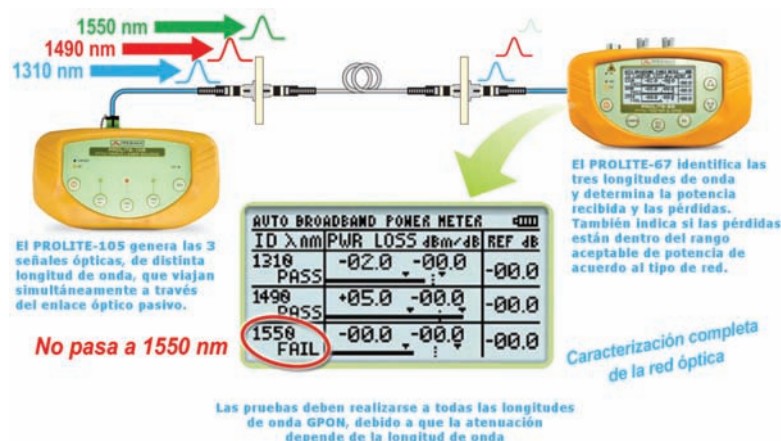 1550 nm
1490 nm
1310 nm
PROLITE-105
El PROLITE-105 genera las 3
señales ópticas, de distinta
longitud de onda, que viajan
simultáneamente a través
del enlace óptico pasivo.
El PROLITE-67 identifica las
tres longitudes de onda
y determina la potencia
recibida y las pérdidas.
También indica si las pérdidas
están dentro del rango
aceptable de potencia de
acuerdo al tipo de red.
AUTO BROADBAND POWER METER
ID λ nm PWR LOSS dBm/dB REF dB
1310 -02.0 -00.0 -00.0
PASS
1490 +05.0 -00.0 -00.0
PASS
1550 -00.0 -00.0 -00.0
FAIL
No pasa a 1550 nm
Caracterización completa
de la red óptica
Las pruebas deben realizarse a todas las longitudes
de onda GPON, debido a que la atenuación
depende de la longitud de onda